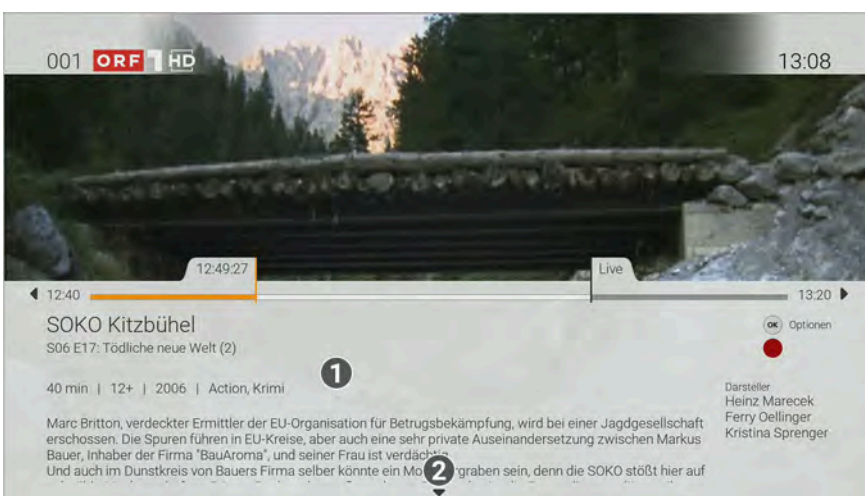 001 ORF 1 HD
13:08
12:49:27
Live
12:40
13:20
SOKO Kitzbühel
OK Optionen
S06 E17: Tödliche neue Welt (2)
1
40 min | 12+ | 2006 | Action, Krimi
Darsteller
Heinz Marecek
Ferry Oellinger
Kristina Sprenger
Marc Britton, verdeckter Ermittler der EU-Organisation für Betrugsbekämpfung, wird bei einer Jagdgesellschaft
erschossen. Die Spuren führen in EU-Kreise, aber auch eine sehr private Auseinandersetzung zwischen Markus
Bauer, Inhaber der Firma "BauAroma", und seiner Frau ist verdächtig.
Und auch im Dunstkreis von Bauers Firma selber könnte ein Mo 2 ergraben sein, denn die SOKO stößt hier auf